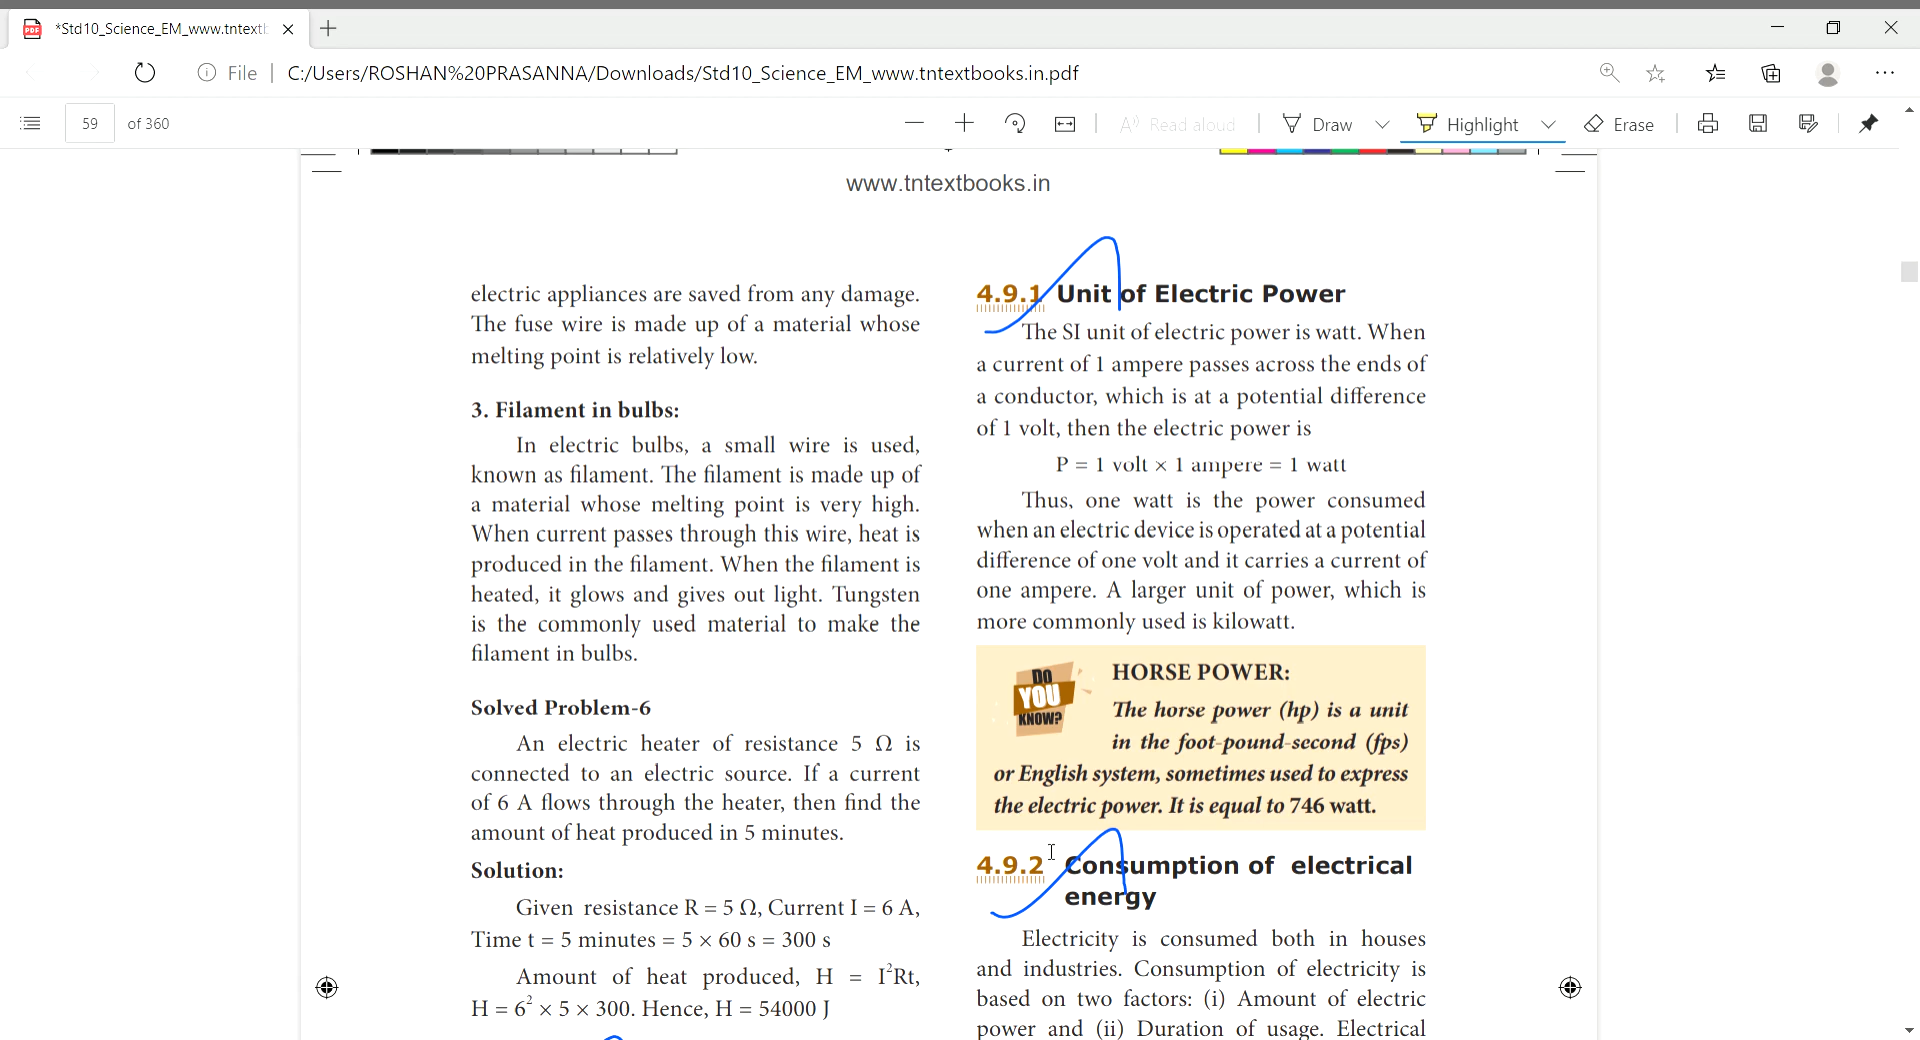 *Std10_Science_EM_www.tntextb
File
C:/Users/ROSHAN%20PRASANNA/Downloads/Std10_Science_EM_www.tntextbooks.in.pdf
59 of 360
Read aloud
Draw
Highlight
Erase
www.tntextbooks.in
electric appliances are saved from any damage.
The fuse wire is made up of a material whose
melting point is relatively low.
3. Filament in bulbs:
In electric bulbs, a small wire is used,
known as filament. The filament is made up of
a material whose melting point is very high.
When current passes through this wire, heat is
produced in the filament. When the filament is
heated, it glows and gives out light. Tungsten
is the commonly used material to make the
filament in bulbs.
Solved Problem-6
An electric heater of resistance 5 Ω is
connected to an electric source. If a current
of 6 A flows through the heater, then find the
amount of heat produced in 5 minutes.
Solution:
Given resistance R = 5 Ω, Current I = 6 A,
Time t = 5 minutes = 5 × 60 s = 300 s
Amount of heat produced, H = I²Rt,
H = 6² × 5 × 300. Hence, H = 54000 J
4.9.1 Unit of Electric Power
The SI unit of electric power is watt. When
a current of 1 ampere passes across the ends of
a conductor, which is at a potential difference
of 1 volt, then the electric power is
P = 1 volt × 1 ampere = 1 watt
Thus, one watt is the power consumed
when an electric device is operated at a potential
difference of one volt and it carries a current of
one ampere. A larger unit of power, which is
more commonly used is kilowatt.
DO
YOU
KNOW?
HORSE POWER:
The horse power (hp) is a unit
in the foot-pound-second (fps)
or English system, sometimes used to express
the electric power. It is equal to 746 watt.
4.9.2 Consumption of electrical
energy
Electricity is consumed both in houses
and industries. Consumption of electricity is
based on two factors: (i) Amount of electric
power and (ii) Duration of usage. Electrical